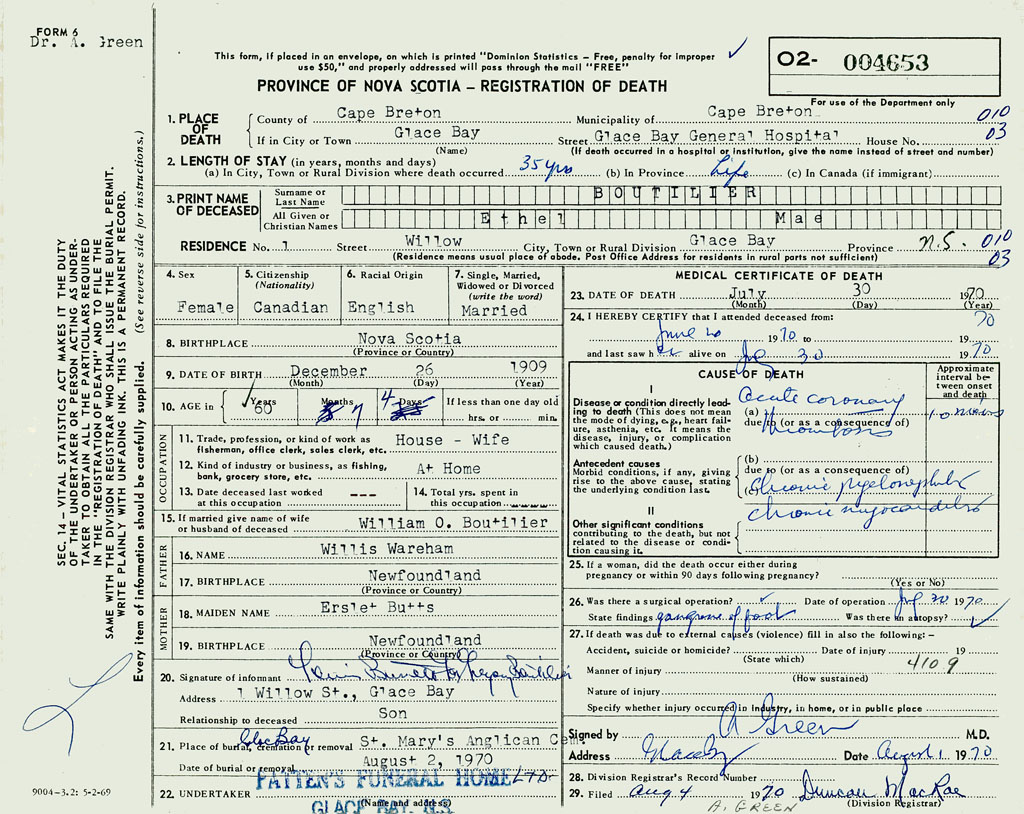 FORM 6
Dr. A. Green
This form, if placed in an envelope, on which is printed "Dominion Statistics – Free, penalty for improper
use $50," and properly addressed will pass through the mail "FREE"
PROVINCE OF NOVA SCOTIA – REGISTRATION OF DEATH
02- 004653
For use of the Department only
SEC. 14 – VITAL STATISTICS ACT MAKES IT THE DUTY
OF THE UNDERTAKER OR PERSON ACTING AS UNDER-
TAKER TO OBTAIN ALL THE PARTICULARS REQUIRED
IN THE "REGISTRATION OF DEATH" AND TO FILE THE
SAME WITH THE DIVISION REGISTRAR WHO SHALL ISSUE THE BURIAL PERMIT.
WRITE PLAINLY WITH UNFADING INK. THIS IS A PERMANENT RECORD.
Every item of information should be carefully supplied. (See reverse side for instructions.)
1. PLACE OF DEATH County of Cape Breton Municipality of Cape Breton 010
If in City or Town Glace Bay Street Glace Bay General Hospital House No. 03
(Name) (If death occurred in a hospital or institution, give the name instead of street and number)
2. LENGTH OF STAY (in years, months and days)
(a) In City, Town or Rural Division where death occurred 35 yrs (b) In Province Life (c) In Canada (if immigrant)
3. PRINT NAME OF DECEASED Surname or Last Name BOUTILIER
All Given or Christian Names Ethel Mae
RESIDENCE No. 1 Street Willow City, Town or Rural Division Glace Bay Province N.S. 010
(Residence means usual place of abode. Post Office Address for residents in rural parts not sufficient) 03
4. Sex
Female
5. Citizenship
(Nationality)
Canadian
6. Racial Origin
English
7. Single, Married,
Widowed or Divorced
(write the word)
Married
8. BIRTHPLACE Nova Scotia
(Province or Country)
9. DATE OF BIRTH December 26 1909
(Month) (Day) (Year)
10. AGE in Years 60 Months 7 Days 4 If less than one day old
hrs. or min.
OCCUPATION
11. Trade, profession, or kind of work as House - Wife
fisherman, office clerk, sales clerk, etc.
12. Kind of industry or business, as fishing, At Home
bank, grocery store, etc.
13. Date deceased last worked ---
at this occupation
14. Total yrs. spent in
this occupation
15. If married give name of wife
or husband of deceased William O. Boutilier
FATHER
16. NAME Willis Wareham
17. BIRTHPLACE Newfoundland
(Province or Country)
MOTHER
18. MAIDEN NAME Erslet Butts
19. BIRTHPLACE Newfoundland
(Province or Country)
20. Signature of informant
Address 1 Willow St., Glace Bay
Relationship to deceased Son
21. Place of burial, cremation or removal Glace Bay St. Mary's Anglican Cem.
Date of burial or removal August 2, 1970
22. UNDERTAKER PATTEN'S FUNERAL HOME LTD.
(Name and address)
GLACE BAY, N.S.
9004-3.2: 5-2-69
MEDICAL CERTIFICATE OF DEATH
23. DATE OF DEATH July 30 1970
(Month) (Day) (Year)
24. I HEREBY CERTIFY that I attended deceased from: 70
June 20 1970 to 19
and last saw her alive on July 30 1970
CAUSE OF DEATH
Approximate
interval be-
tween onset
and death
I
Disease or condition directly lead-
ing to death (This does not mean
the mode of dying, e.g., heart fail-
ure, asthenia, etc. It means the
disease, injury, or complication
which caused death.)
(a) Acute coronary
due to (or as a consequence of)
thrombosis
10 mins
Antecedent causes
Morbid conditions, if any, giving
rise to the above cause, stating
the underlying condition last.
(b)
due to (or as a consequence of)
(c) Chronic pyelonephritis
II
Other significant conditions
contributing to the death, but not
related to the disease or condi-
tion causing it.
chronic myocarditis
25. If a woman, did the death occur either during
pregnancy or within 90 days following pregnancy?
(Yes or No)
26. Was there a surgical operation? ✓ Date of operation July 30 1970
State findings gangrene of foot Was there an autopsy? ✓
27. If death was due to external causes (violence) fill in also the following: –
Accident, suicide or homicide? Date of injury 19
(State which)
4109
Manner of injury
(How sustained)
Nature of injury
Specify whether injury occurred in industry, in home, or in public place
Signed by A Green M.D.
Address Glace Bay Date August 1 1970
28. Division Registrar's Record Number
29. Filed Aug 4 1970 Duncan MacRae
(Division Registrar)
A. GREEN